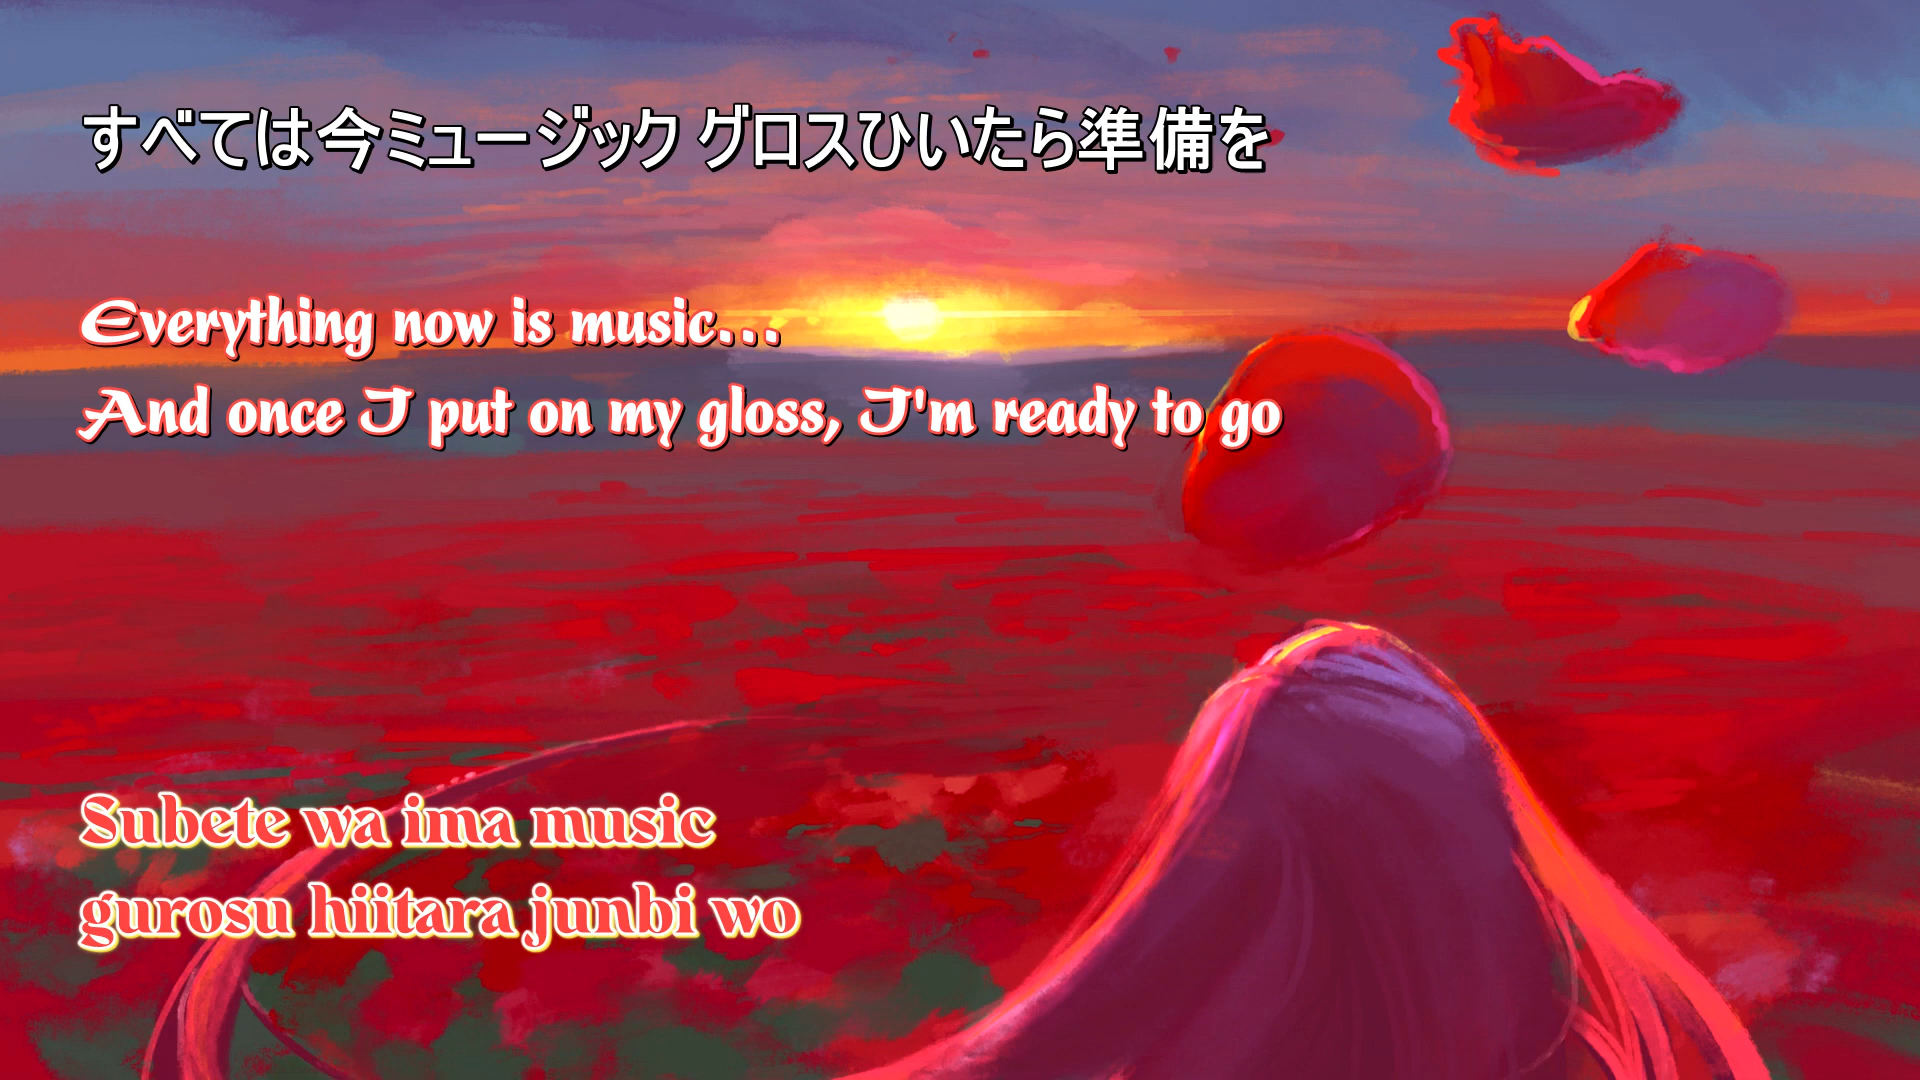 すべては今ミュージック グロスひいたら準備を
Everything now is music...
And once I put on my gloss, I'm ready to go
Subete wa ima music
gurosu hiitara junbi wo